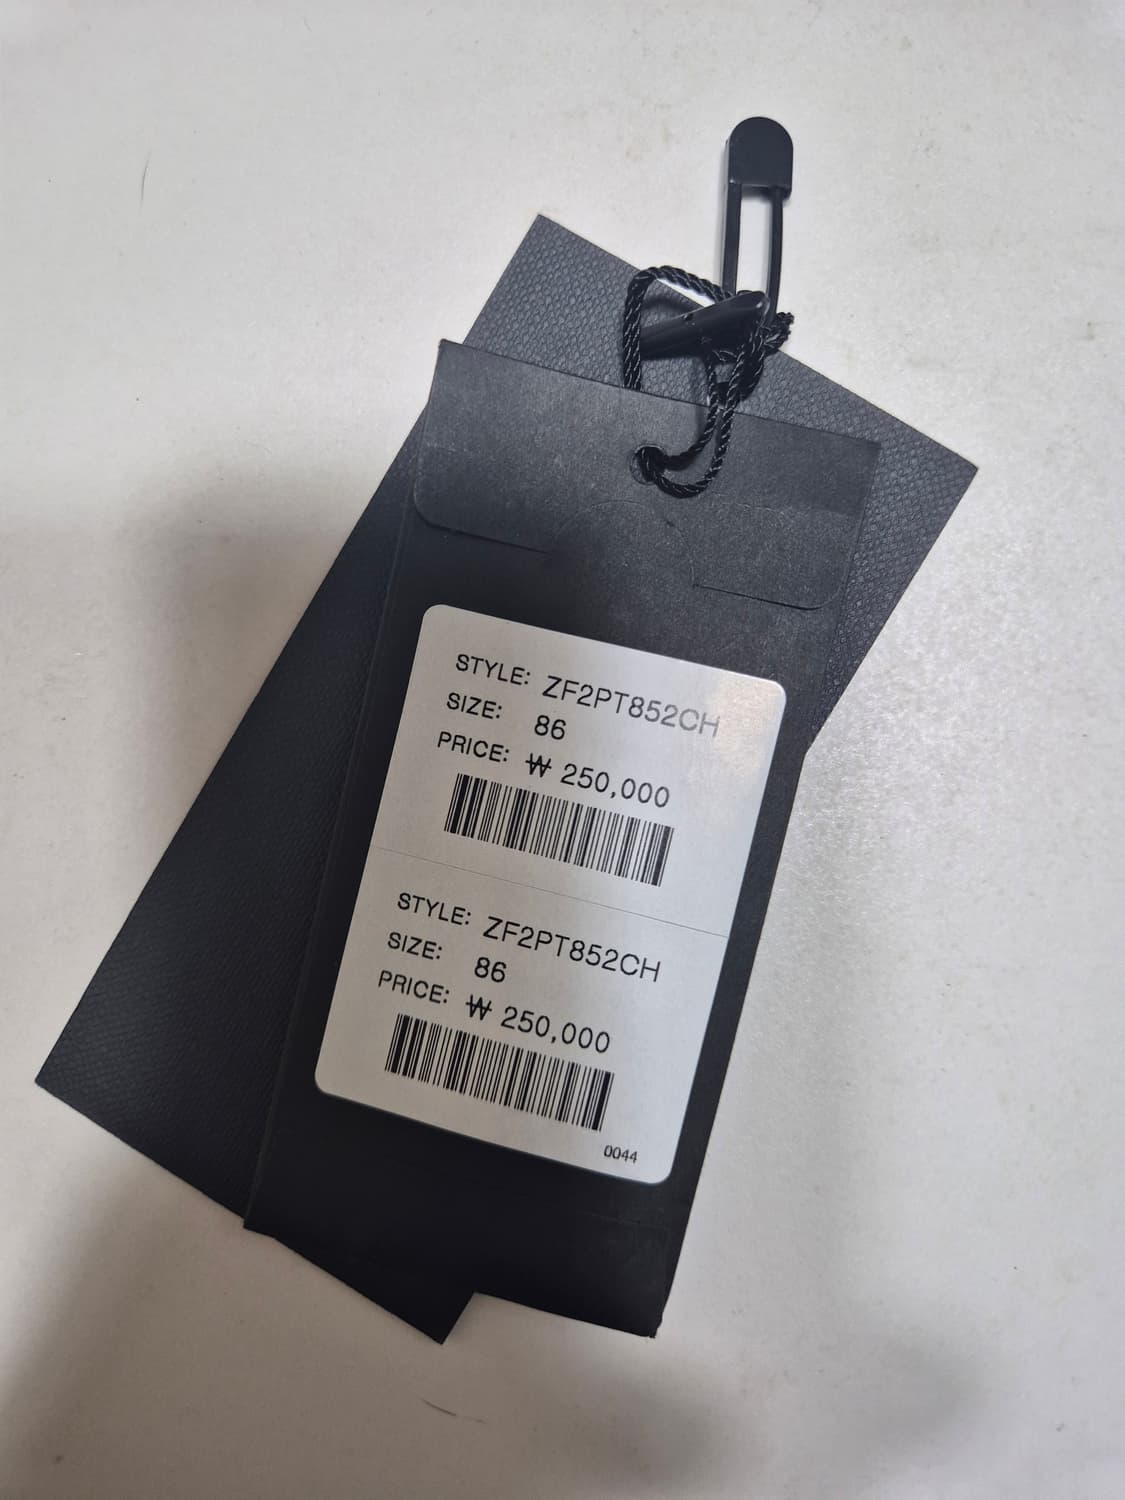 STYLE: ZF2PT852CH
SIZE: 86
PRICE: ₩ 250,000
STYLE: ZF2PT852CH
SIZE: 86
PRICE: ₩ 250,000
0044